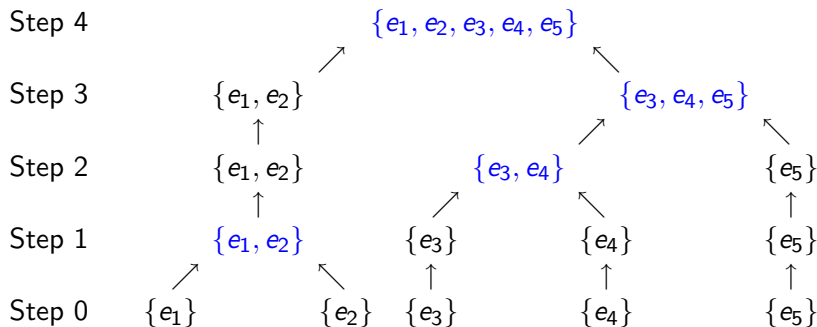 Step 4 {e₁, e₂, e₃, e₄, e₅}
Step 3 {e₁, e₂} {e₃, e₄, e₅}
Step 2 {e₁, e₂} {e₃, e₄} {e₅}
Step 1 {e₁, e₂} {e₃} {e₄} {e₅}
Step 0 {e₁} {e₂} {e₃} {e₄} {e₅}